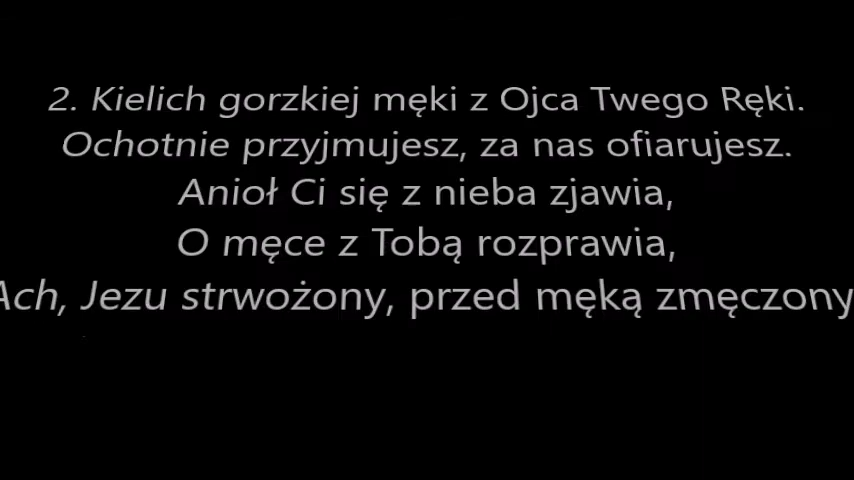 2. Kielich gorzkiej męki z Ojca Twego Ręki.
Ochotnie przyjmujesz, za nas ofiarujesz.
Anioł Ci się z nieba zjawia,
O męce z Tobą rozprawia,
Ach, Jezu strwożony, przed męką zmęczony